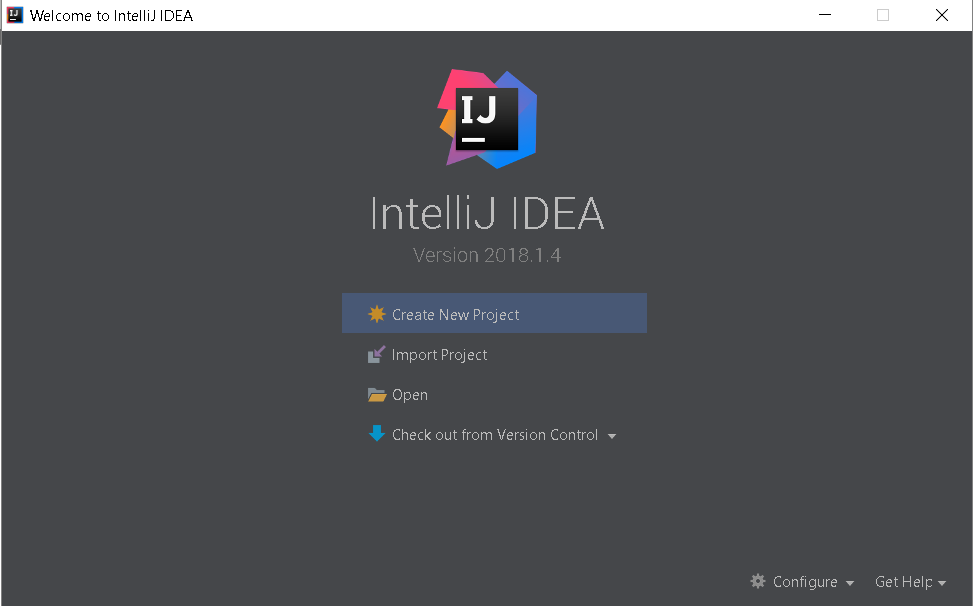 Welcome to IntelliJ IDEA
IJ
IntelliJ IDEA
Version 2018.1.4
Create New Project
Import Project
Open
Check out from Version Control
Configure
Get Help